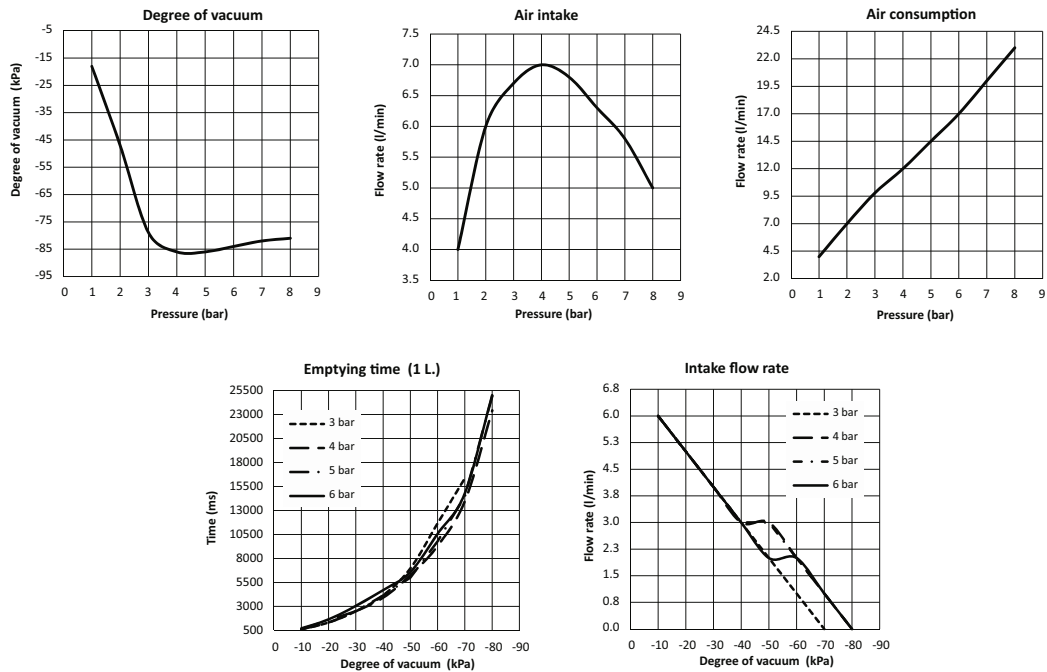 Degree of vacuum
Degree of vacuum (kPa)
-5
-15
-25
-35
-45
-55
-65
-75
-85
-95
0 1 2 3 4 5 6 7 8 9
Pressure (bar)
Air intake
Flow rate (l/min)
7.5
7.0
6.5
6.0
5.5
5.0
4.5
4.0
3.5
0 1 2 3 4 5 6 7 8 9
Pressure (bar)
Air consumption
Flow rate (l/min)
24.5
22.0
19.5
17.0
14.5
12.0
9.5
7.0
4.5
2.0
0 1 2 3 4 5 6 7 8 9
Pressure (bar)
Emptying time (1 L.)
Time (ms)
25500
23000
20500
18000
15500
13000
10500
8000
5500
3000
500
3 bar
4 bar
5 bar
6 bar
0 -10 -20 -30 -40 -50 -60 -70 -80 -90
Degree of vacuum (kPa)
Intake flow rate
Flow rate (l/min)
6.8
6.0
5.3
4.5
3.8
3.0
2.3
1.5
0.8
0.0
3 bar
4 bar
5 bar
6 bar
0 -10 -20 -30 -40 -50 -60 -70 -80 -90
Degree of vacuum (kPa)